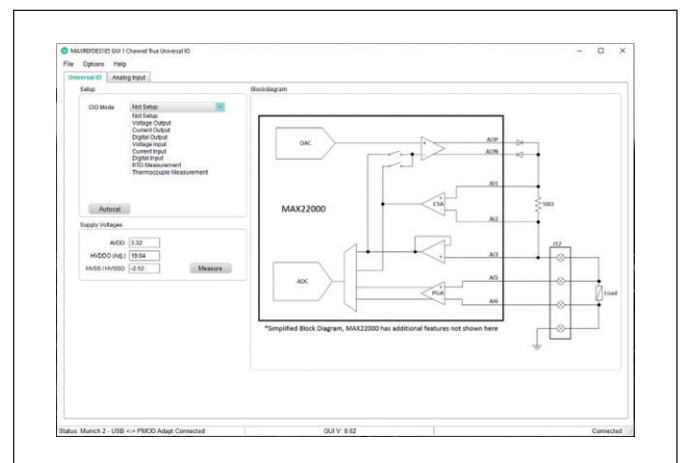 MAXREFDES185 GUI 1 Channel True Universal IO
File Options Help
Universal IO Analog Input
Setup
CIO Mode Not Setup
Not Setup
Voltage Output
Current Output
Digital Output
Voltage Input
Current Input
Digital Input
RTD Measurement
Thermocouple Measurement
Autocal
Supply Voltages
AVDD 3.32
HVDDO (Adj.) 19.04
HVSS / HVSSO -2.92
Measure
Blockdiagram
DAC
AOP
AON
AI1
CSA
50Ω
AI2
MAX22000
J12
AI3
ADC
AI5
PGA
Load
AI6
*Simplified Block Diagram, MAX22000 has additional features not shown here
Status: Munich 2 - USB <-> PMOD Adapt Connected GUI V: 0.62 Connected